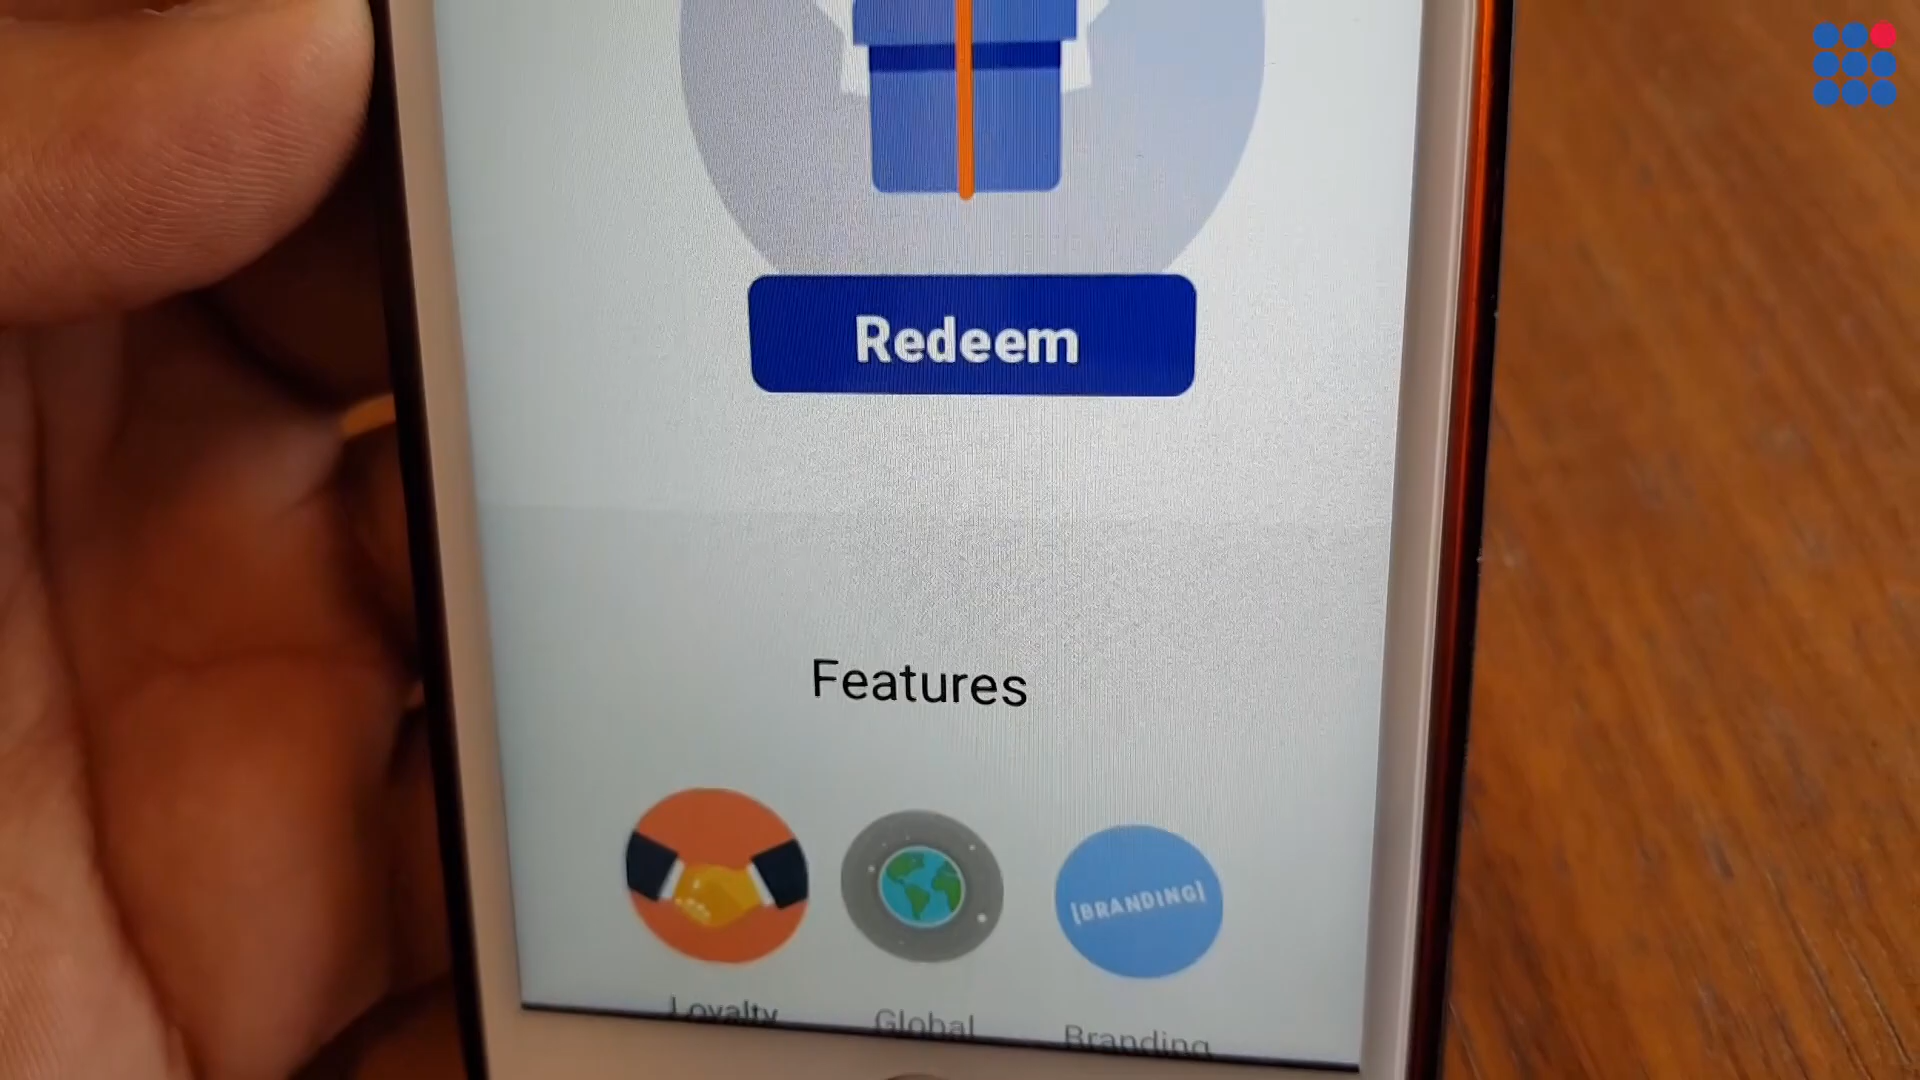 Redeem
Features
[BRANDING]
Loyalty
Global
Branding